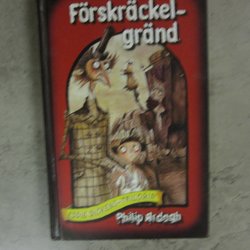 Förskräckel-
gränd
Philip Ardagh